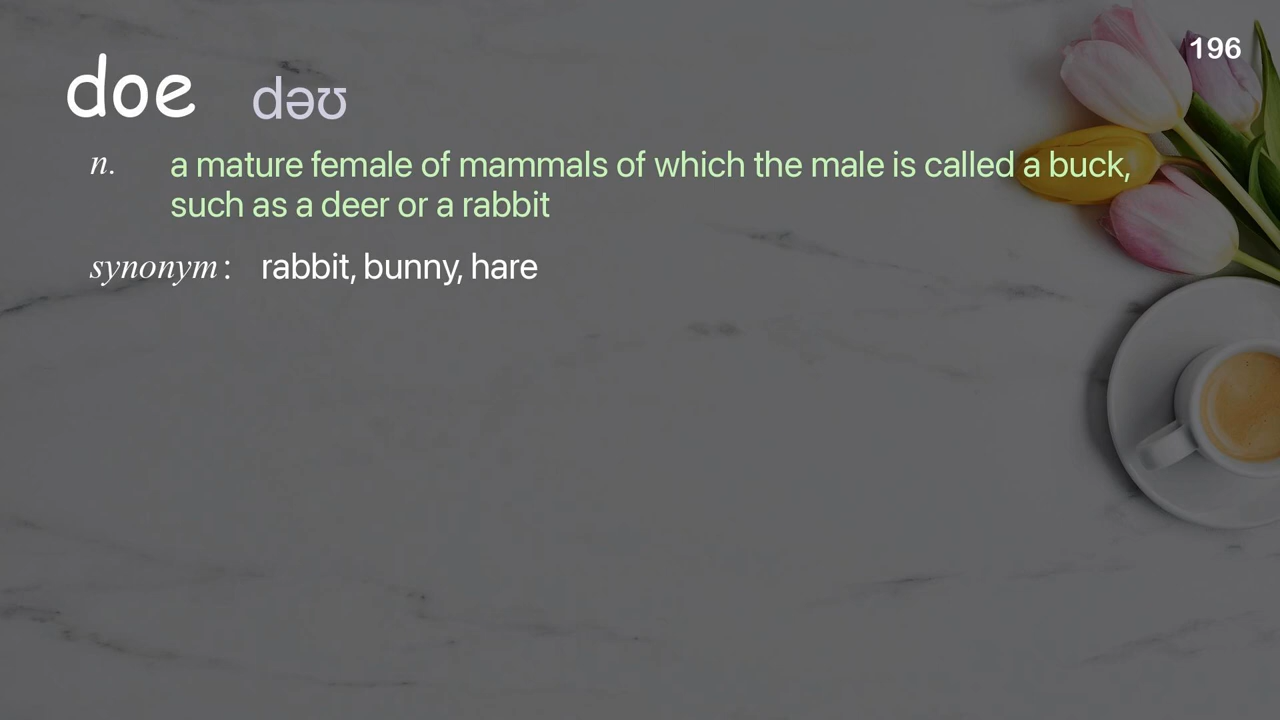 196
doe dəʊ
n. a mature female of mammals of which the male is called a buck,
such as a deer or a rabbit
synonym: rabbit, bunny, hare